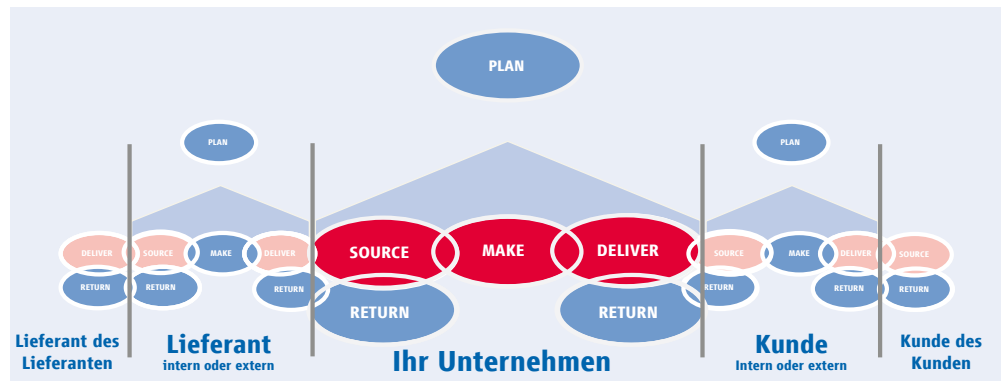 PLAN
PLAN
PLAN
DELIVER
SOURCE
MAKE
DELIVER
SOURCE
MAKE
DELIVER
SOURCE
MAKE
DELIVER
SOURCE
RETURN
RETURN
RETURN
RETURN
RETURN
RETURN
RETURN
RETURN
Lieferant des
Lieferanten
Lieferant
intern oder extern
Ihr Unternehmen
Kunde
Intern oder extern
Kunde des
Kunden